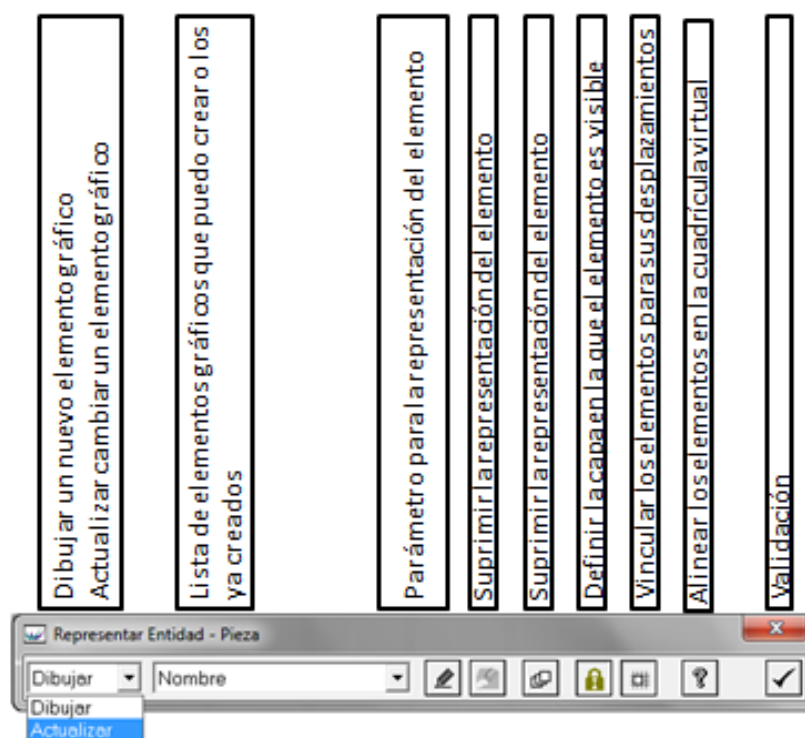 Dibujar un nuevo elemento gráfico
Actualizar cambiar un elemento gráfico
Lista de elementos gráficos que puedo crear o los
ya creados
Parámetro para la representación del elemento
Suprimir la representación del elemento
Suprimir la representación del elemento
Definir la capa en la que el elemento es visible
Vincular los elementos para sus desplazamientos
Alinear los elementos en la cuadrícula virtual
Validación
Representar Entidad - Pieza
Dibujar
Nombre
Dibujar
Actualizar